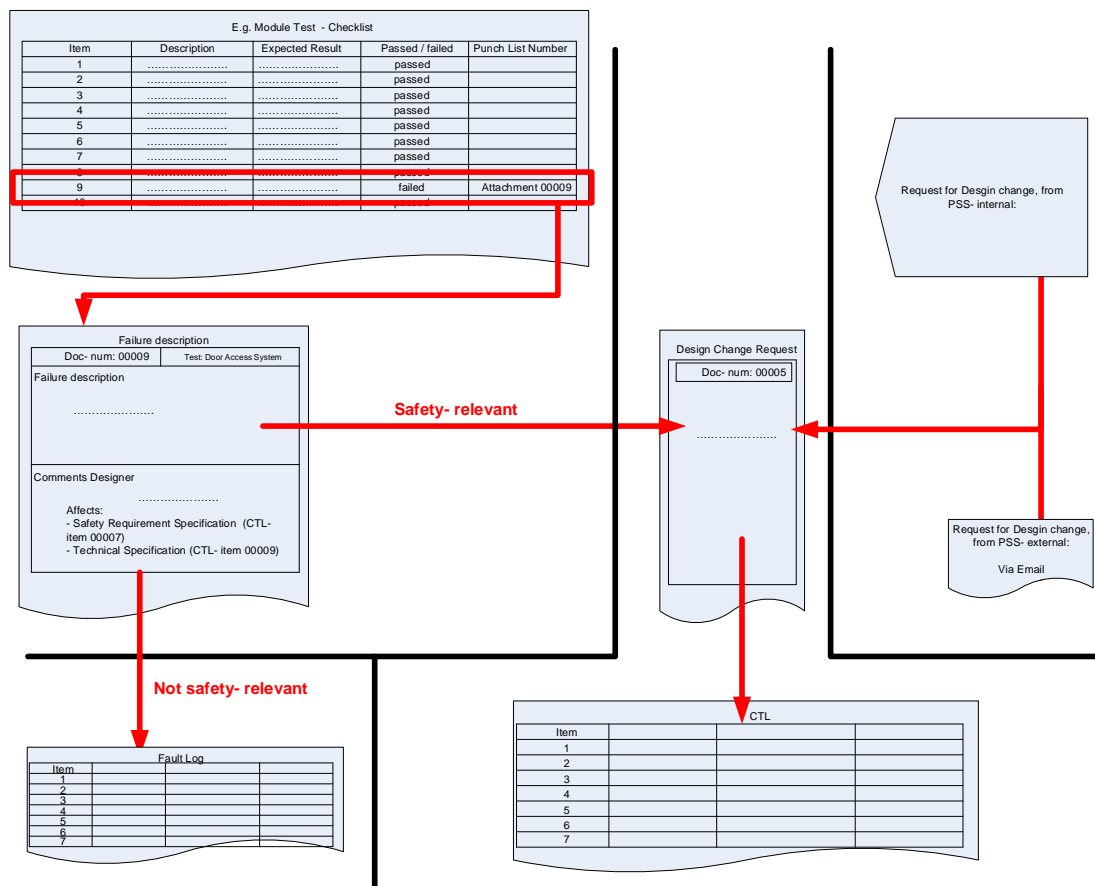 E.g. Module Test  - Checklist
Item Description Expected Result Passed / failed Punch List Number
1 ...................... ...................... passed
2 ...................... ...................... passed
3 ...................... ...................... passed
4 ...................... ...................... passed
5 ...................... ...................... passed
6 ...................... ...................... passed
7 ...................... ...................... passed
9 ...................... ...................... failed Attachment 00009
Failure description
Doc- num: 00009 Test: Door Access System
Failure description
......................
Comments Designer
......................
Affects:
- Safety Requirement Specification  (CTL-
item 00007)
- Technical Specification (CTL- item 00009)
Safety- relevant
Not safety- relevant
Design Change Request
Doc- num: 00005
......................
Request for Desgin change, from
PSS- internal:
Request for Desgin change,
from PSS- external:
Via Email
Fault Log
Item
1
2
3
4
5
6
7
CTL
Item
1
2
3
4
5
6
7